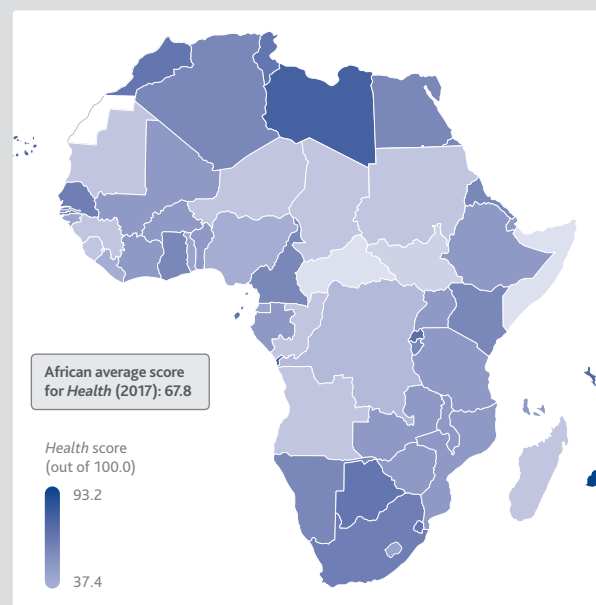 African average score
for Health (2017): 67.8
Health score
(out of 100.0)
93.2
37.4